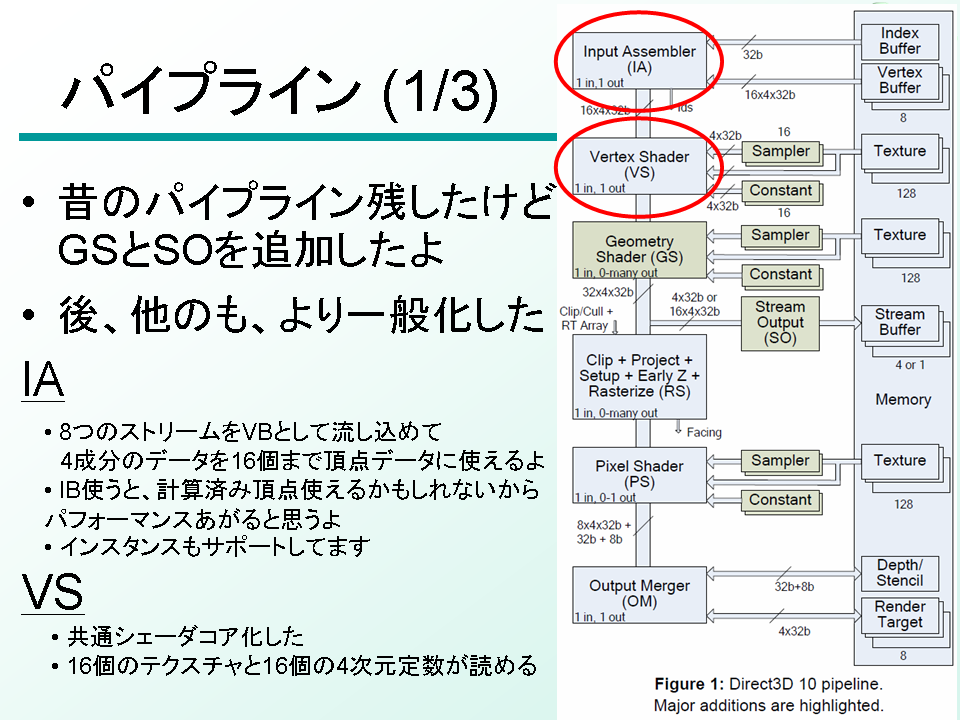 パイプライン (1/3)
• 昔のパイプライン残したけど
GSとSOを追加したよ
• 後、他のも、より一般化した
IA
• 8つのストリームをVBとして流し込めて
4成分のデータを16個まで頂点データに使えるよ
• IB使うと、計算済み頂点使えるかもしれないから
パフォーマンスあがると思うよ
• インスタンスもサポートしてます
VS
• 共通シェーダコア化した
• 16個のテクスチャと16個の4次元定数が読める
Input Assembler
(IA)
1 in,1 out
32b
Index
Buffer
16x4x32b
Vertex
Buffer
8
16x4x32b
Ids
Vertex Shader
(VS)
1 in, 1 out
4x32b
16
Sampler
Texture
4x32b
Constant
16
128
Geometry
Shader (GS)
1 in, 0-many out
Sampler
Texture
Constant
128
32x4x32b
Clip/Cull +
RT Array
4x32b or
16x4x32b
Stream
Output
(SO)
Stream
Buffer
4 or 1
Clip + Project +
Setup + Early Z +
Rasterize (RS)
1 in, 0-many out
Memory
Facing
Pixel Shader
(PS)
1 in, 0-1 out
Sampler
Texture
Constant
128
8x4x32b +
32b + 8b
Output Merger
(OM)
1 in, 1 out
32b+8b
Depth/
Stencil
4x32b
Render
Target
8
Figure 1: Direct3D 10 pipeline.
Major additions are highlighted.